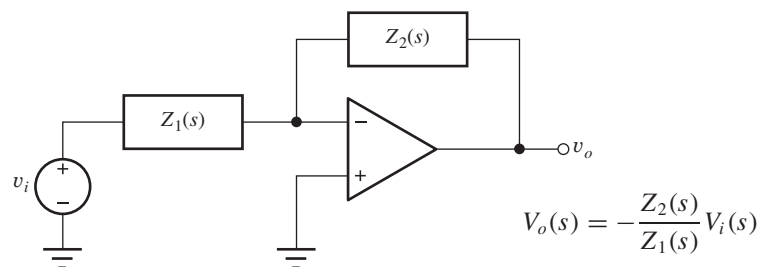 Z₂(s)
Z₁(s)
−
+
vᵢ
+
−
vₒ
Vₒ(s) = −Z₂(s)/Z₁(s) Vᵢ(s)